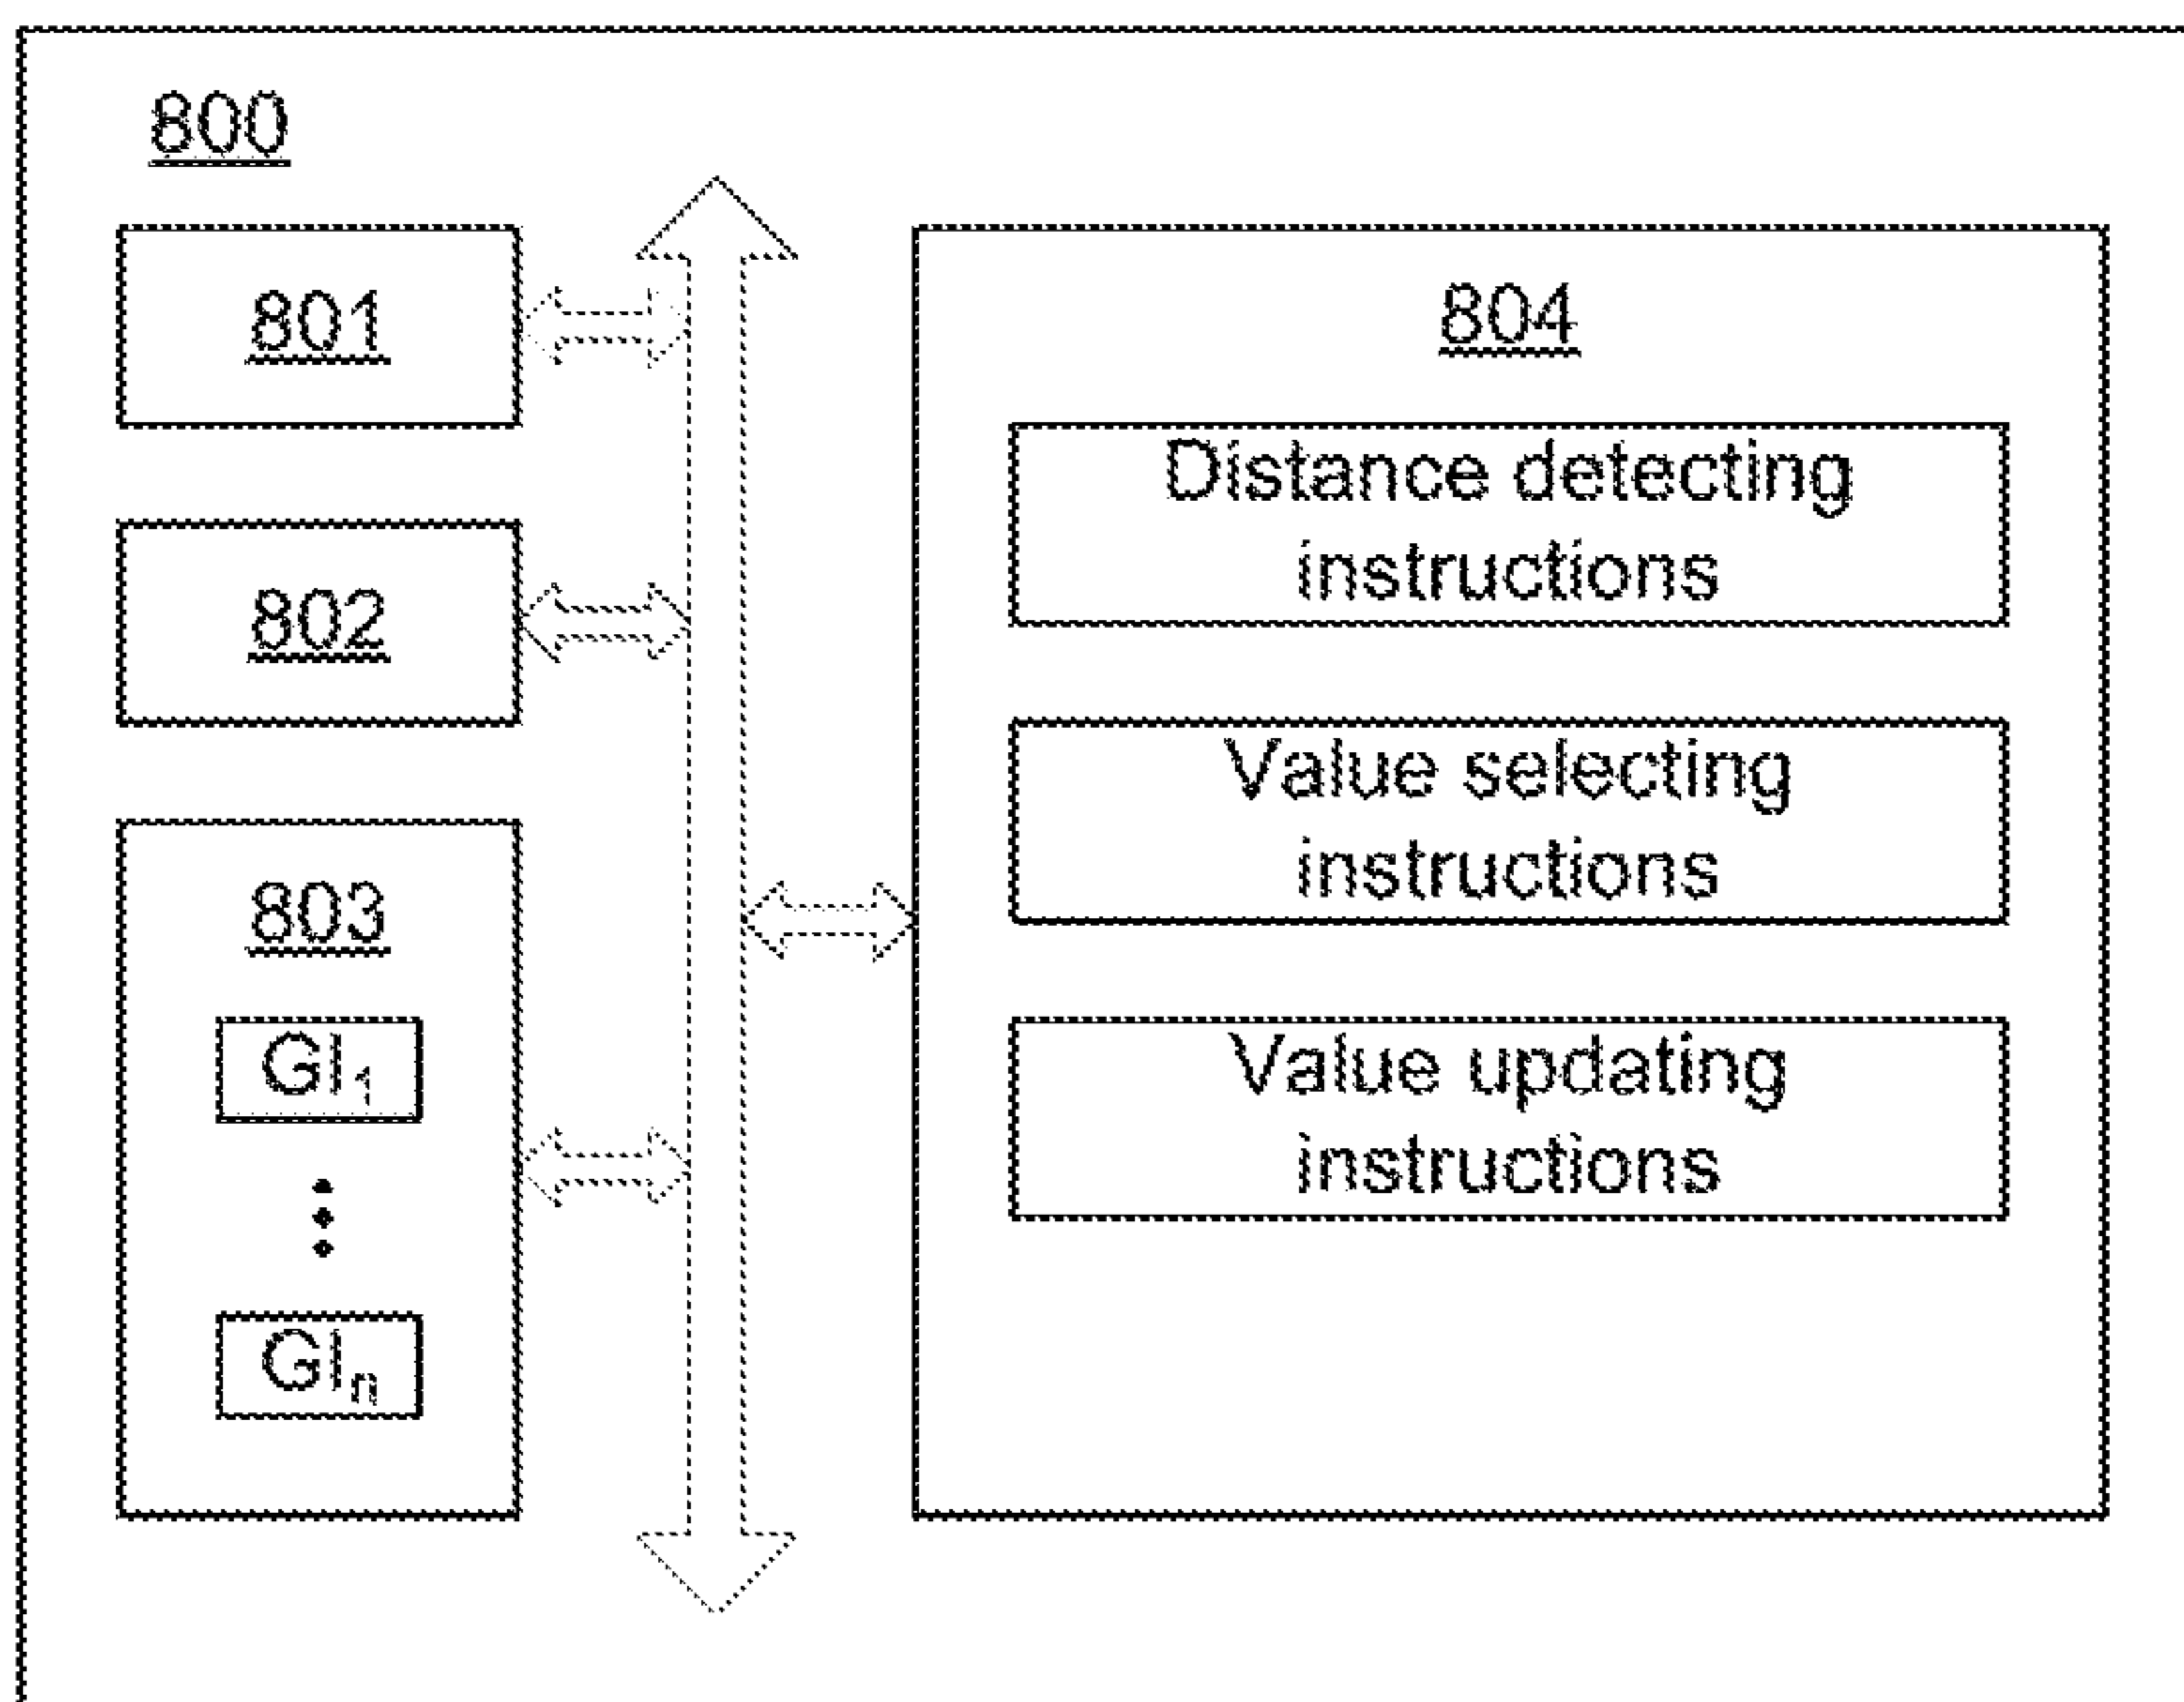 800
801
802
803
GI1
GIn
804
Distance detecting
instructions
Value selecting
instructions
Value updating
instructions